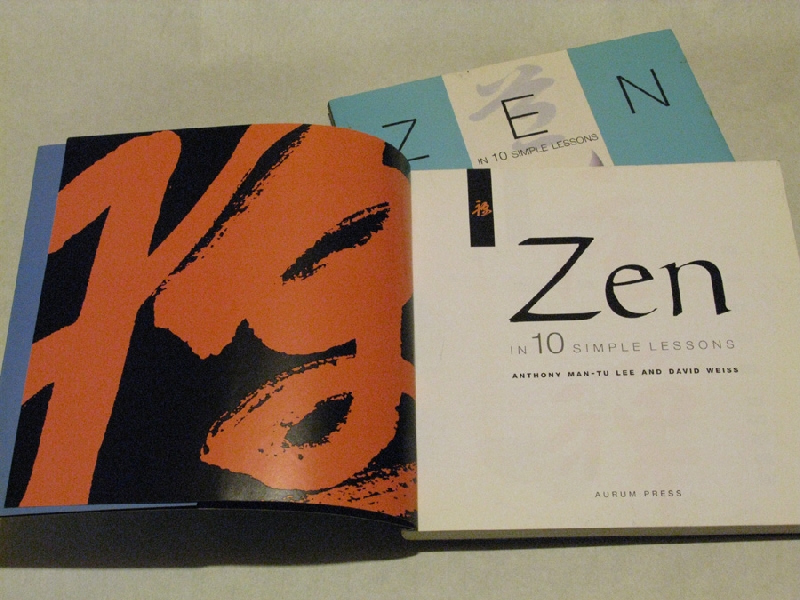 Z E N
IN 10 SIMPLE LESSONS
Zen
IN 10 SIMPLE LESSONS
ANTHONY MAN-TU LEE AND DAVID WEISS
AURUM PRESS